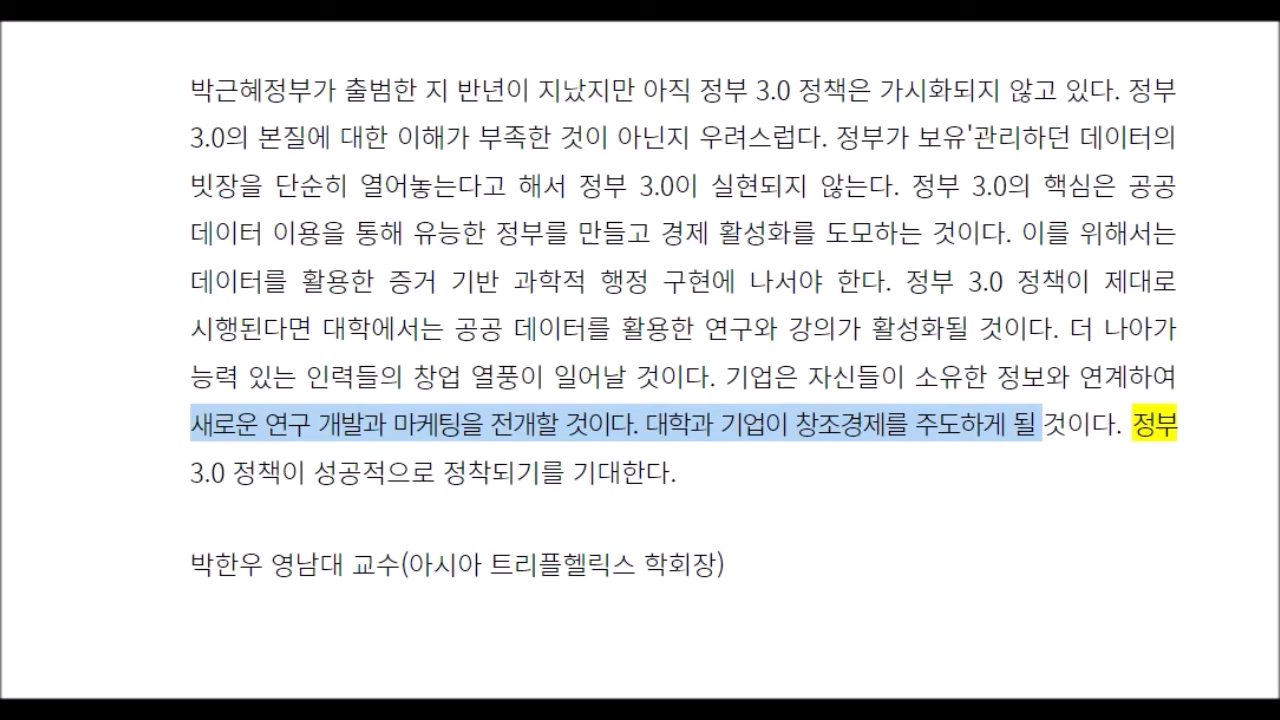 박근혜정부가 출범한 지 반년이 지났지만 아직 정부 3.0 정책은 가시화되지 않고 있다. 정부
3.0의 본질에 대한 이해가 부족한 것이 아닌지 우려스럽다. 정부가 보유'관리하던 데이터의
빗장을 단순히 열어놓는다고 해서 정부 3.0이 실현되지 않는다. 정부 3.0의 핵심은 공공
데이터 이용을 통해 유능한 정부를 만들고 경제 활성화를 도모하는 것이다. 이를 위해서는
데이터를 활용한 증거 기반 과학적 행정 구현에 나서야 한다. 정부 3.0 정책이 제대로
시행된다면 대학에서는 공공 데이터를 활용한 연구와 강의가 활성화될 것이다. 더 나아가
능력 있는 인력들의 창업 열풍이 일어날 것이다. 기업은 자신들이 소유한 정보와 연계하여
새로운 연구 개발과 마케팅을 전개할 것이다. 대학과 기업이 창조경제를 주도하게 될 것이다. 정부
3.0 정책이 성공적으로 정착되기를 기대한다.
박한우 영남대 교수(아시아 트리플헬릭스 학회장)